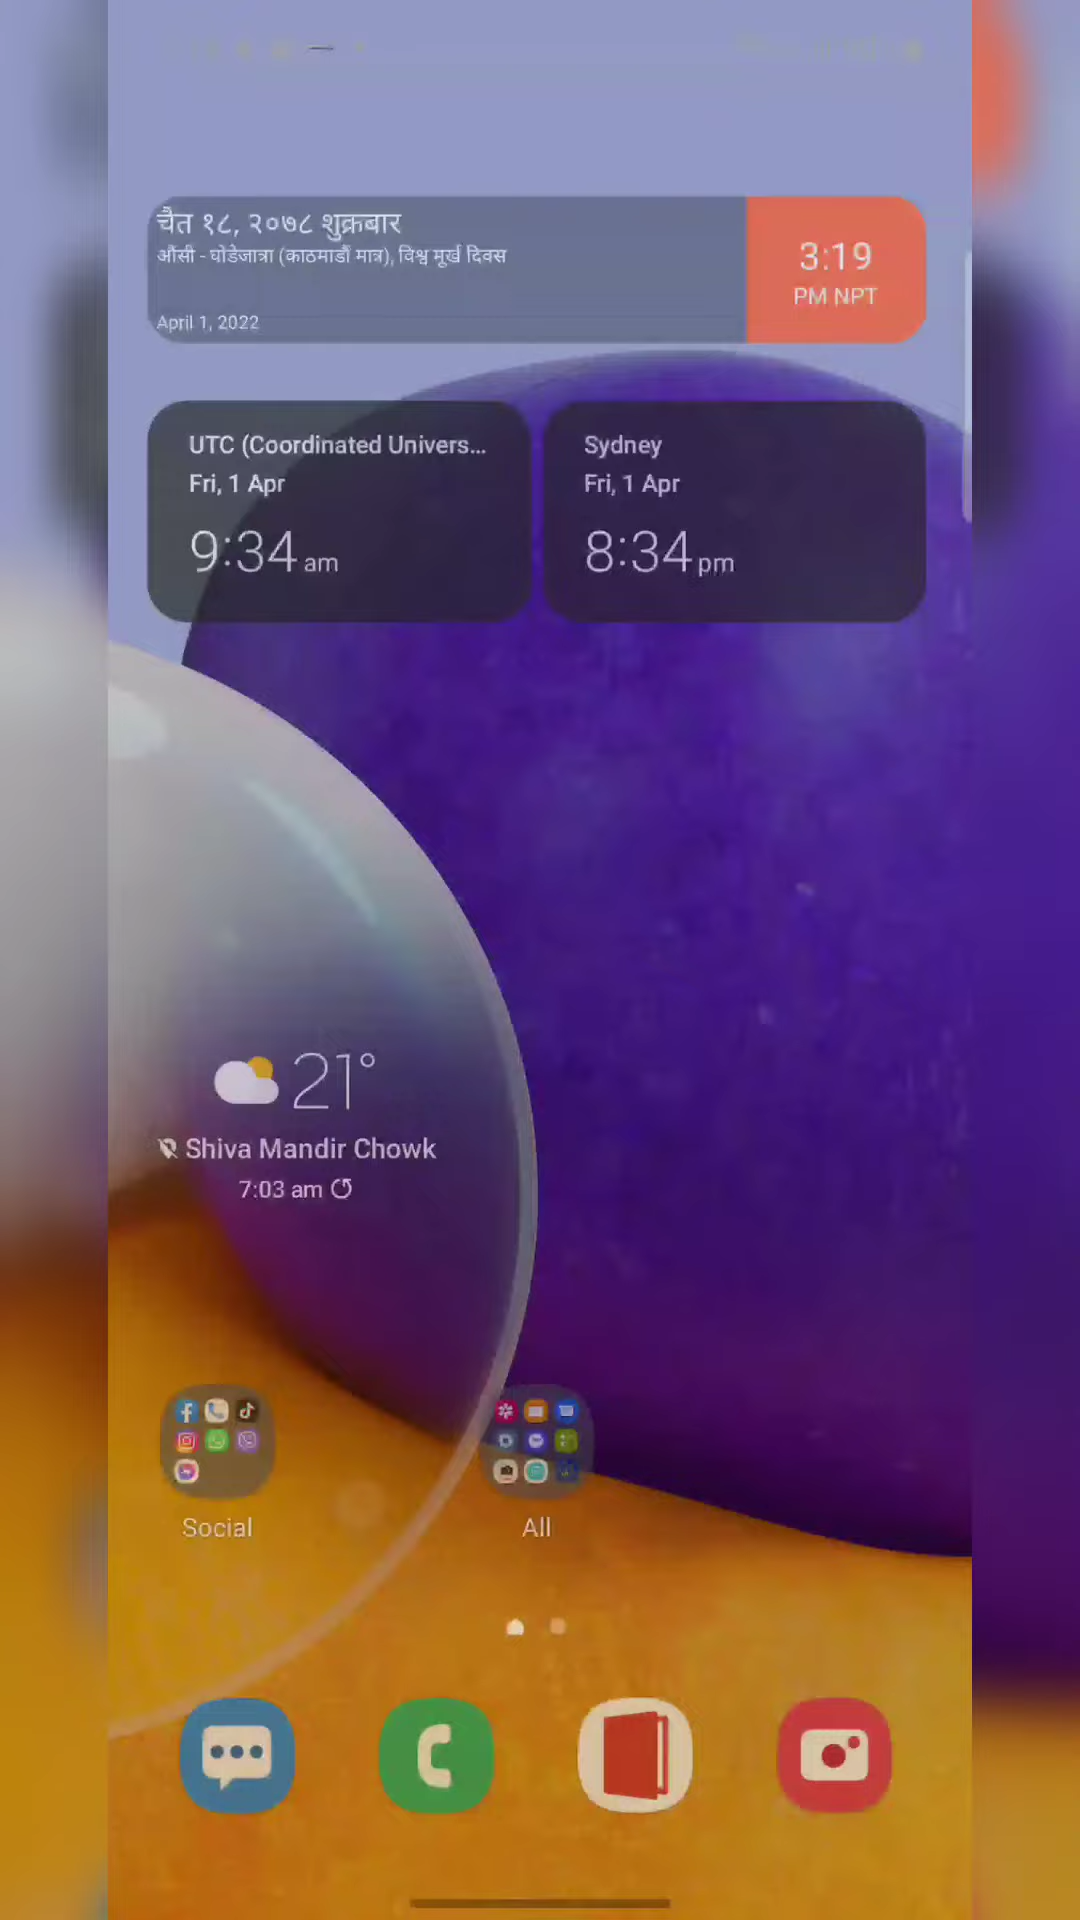 चैत १८, २०७८ शुक्रबार
औंसी - घोडेजात्रा (काठमाडौं मात्र), विश्व मूर्ख दिवस
April 1, 2022
3:19
PM NPT
UTC (Coordinated Univers...
Fri, 1 Apr
9:34 am
Sydney
Fri, 1 Apr
8:34 pm
21°
Shiva Mandir Chowk
7:03 am
Social
All